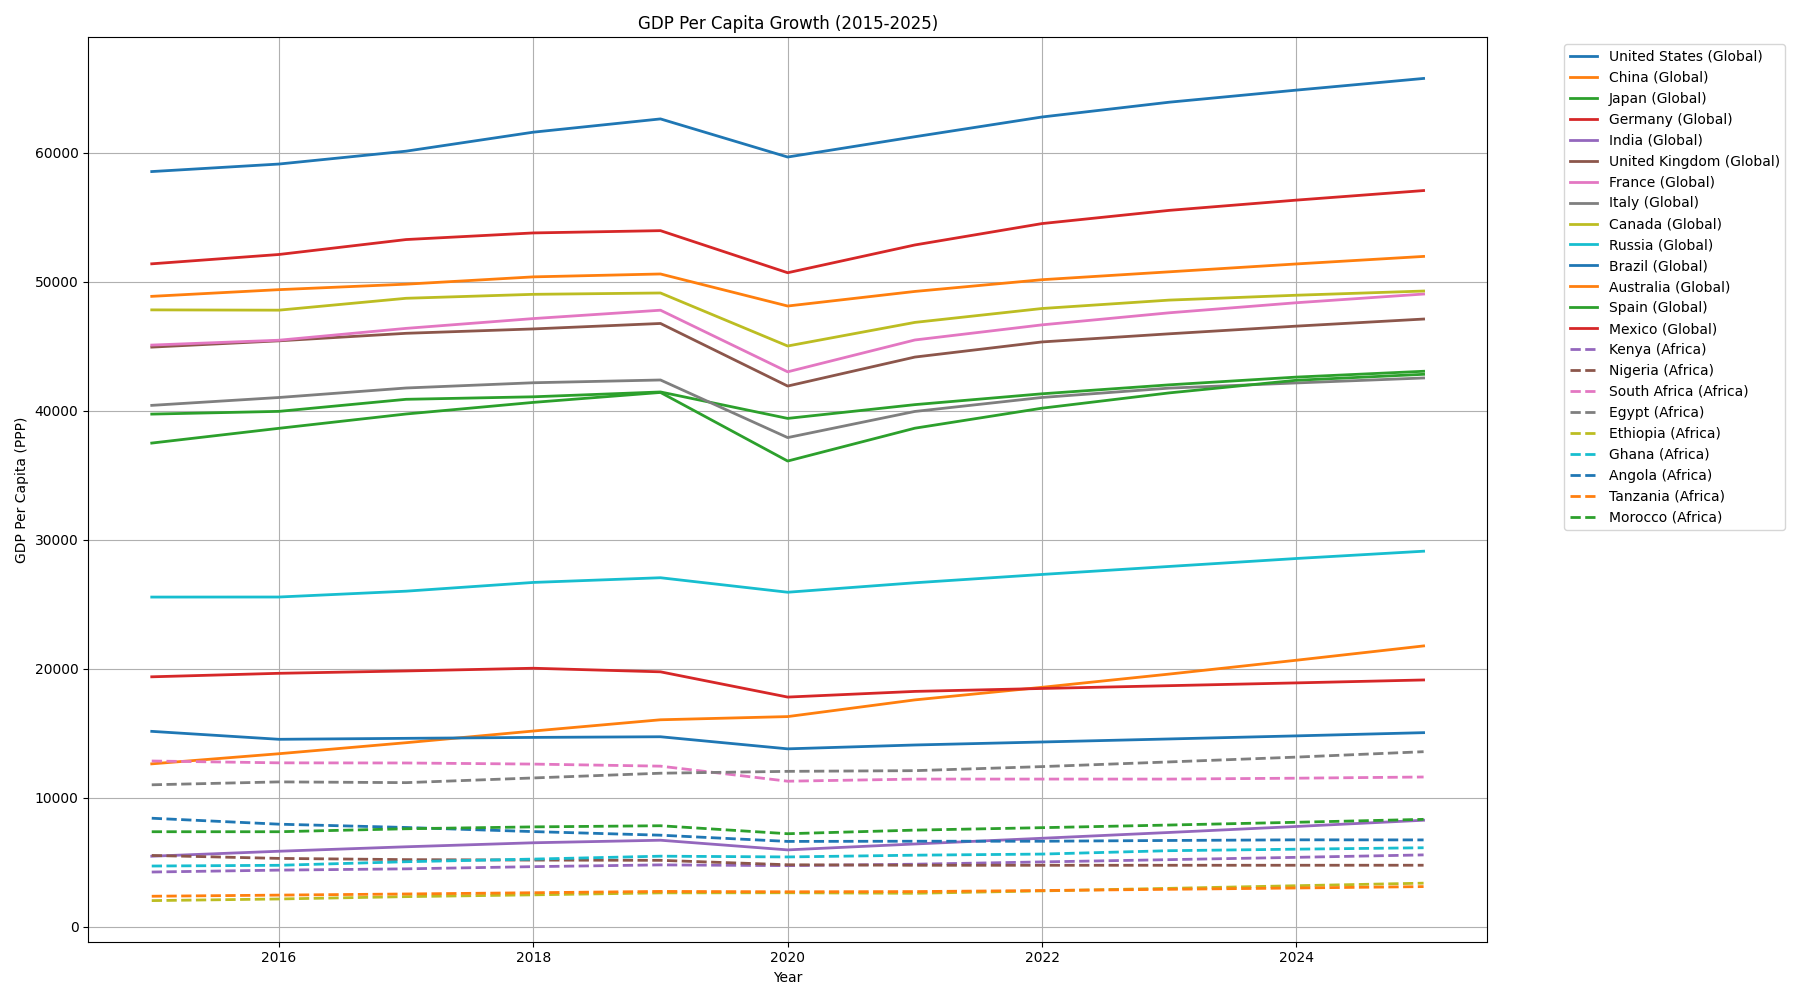 GDP Per Capita Growth (2015-2025)
GDP Per Capita (PPP)
60000
50000
40000
30000
20000
10000
0
2016
2018
2020
2022
2024
Year
United States (Global)
China (Global)
Japan (Global)
Germany (Global)
India (Global)
United Kingdom (Global)
France (Global)
Italy (Global)
Canada (Global)
Russia (Global)
Brazil (Global)
Australia (Global)
Spain (Global)
Mexico (Global)
Kenya (Africa)
Nigeria (Africa)
South Africa (Africa)
Egypt (Africa)
Ethiopia (Africa)
Ghana (Africa)
Angola (Africa)
Tanzania (Africa)
Morocco (Africa)